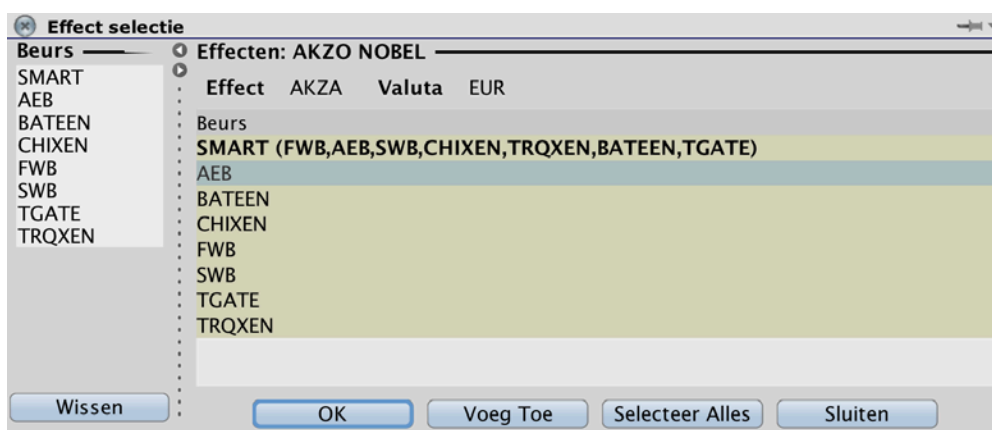 Effect selectie
Beurs
SMART
AEB
BATEEN
CHIXEN
FWB
SWB
TGATE
TRQXEN
Wissen
Effecten: AKZO NOBEL
Effect AKZA Valuta EUR
Beurs
SMART (FWB,AEB,SWB,CHIXEN,TRQXEN,BATEEN,TGATE)
AEB
BATEEN
CHIXEN
FWB
SWB
TGATE
TRQXEN
OK Voeg Toe Selecteer Alles Sluiten